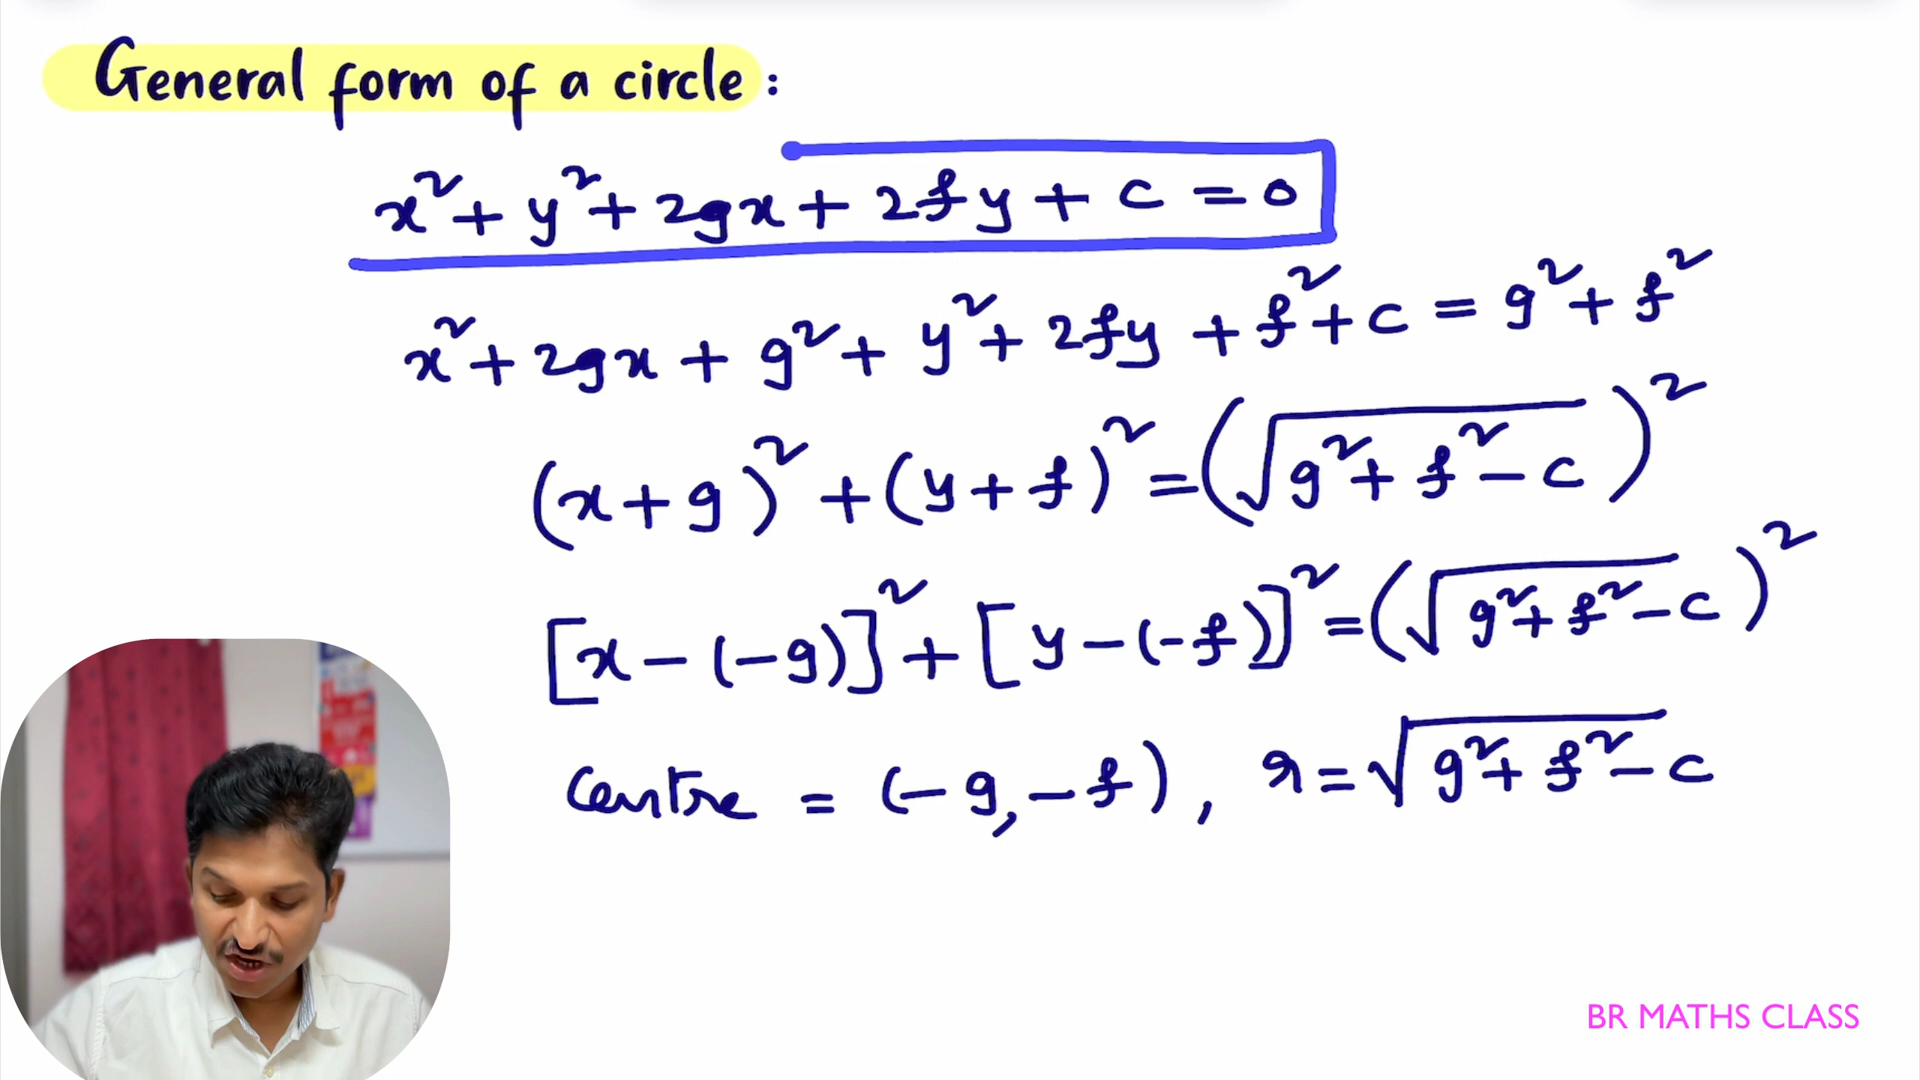 General form of a circle :
x² + y² + 2gx + 2fy + c = 0
x² + 2gx + g² + y² + 2fy + f² + c = g² + f²
(x+g)² + (y+f)² = (√(g²+f²-c))²
[x-(-g)]² + [y-(-f)]² = (√(g²+f²-c))²
Centre = (-g, -f), r = √(g²+f²-c)
BR MATHS CLASS